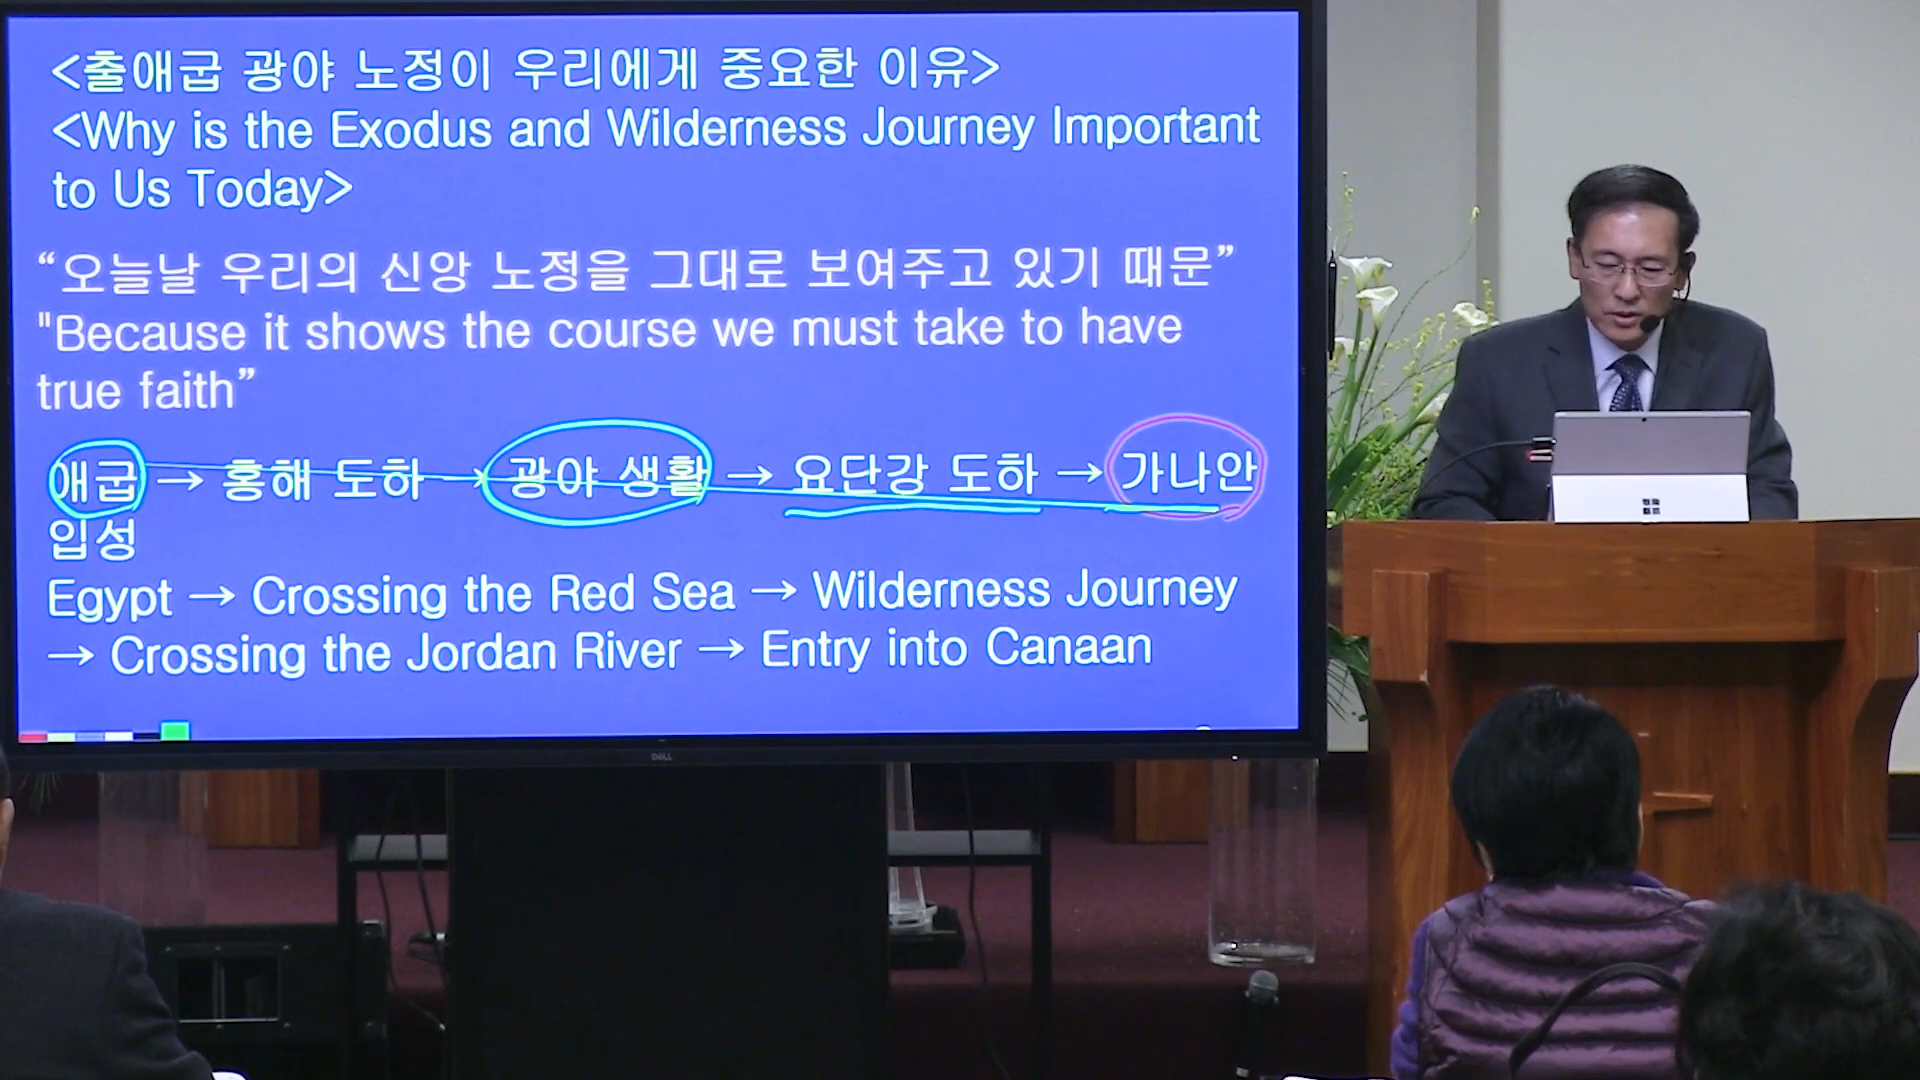 <출애굽 광야 노정이 우리에게 중요한 이유>
<Why is the Exodus and Wilderness Journey Important
to Us Today>
“오늘날 우리의 신앙 노정을 그대로 보여주고 있기 때문”
"Because it shows the course we must take to have
true faith”
애굽 → 홍해 도하 → 광야 생활 → 요단강 도하 → 가나안
입성
Egypt → Crossing the Red Sea → Wilderness Journey
→ Crossing the Jordan River → Entry into Canaan
DELL